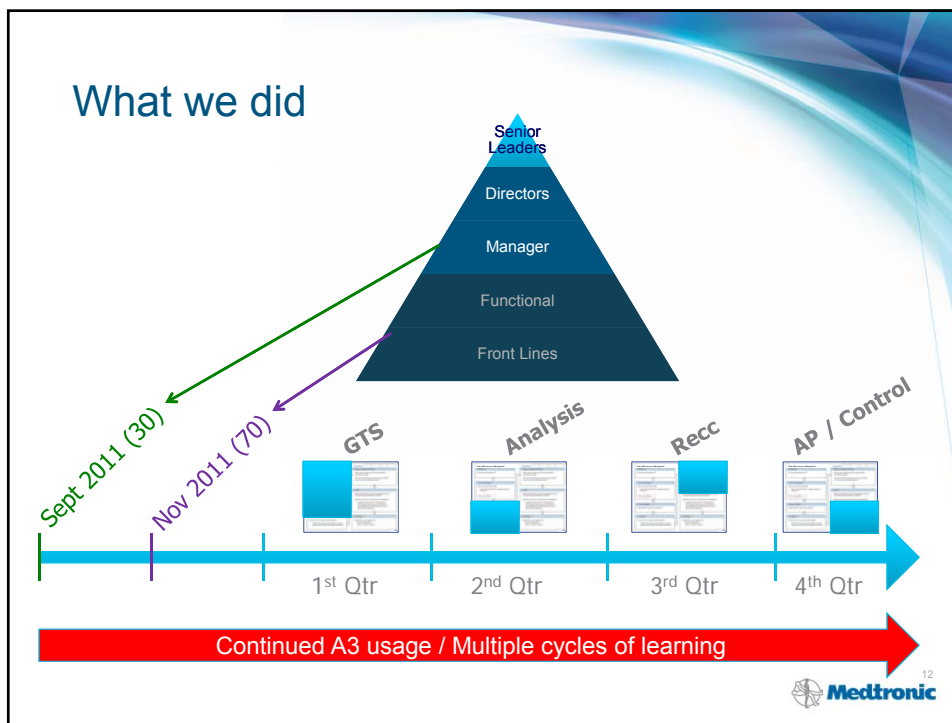 What we did
Senior
Leaders
Directors
Manager
Functional
Front Lines
Sept 2011 (30)
Nov 2011 (70)
GTS
Analysis
Recc
AP / Control
1st Qtr
2nd Qtr
3rd Qtr
4th Qtr
Continued A3 usage / Multiple cycles of learning
12
Medtronic